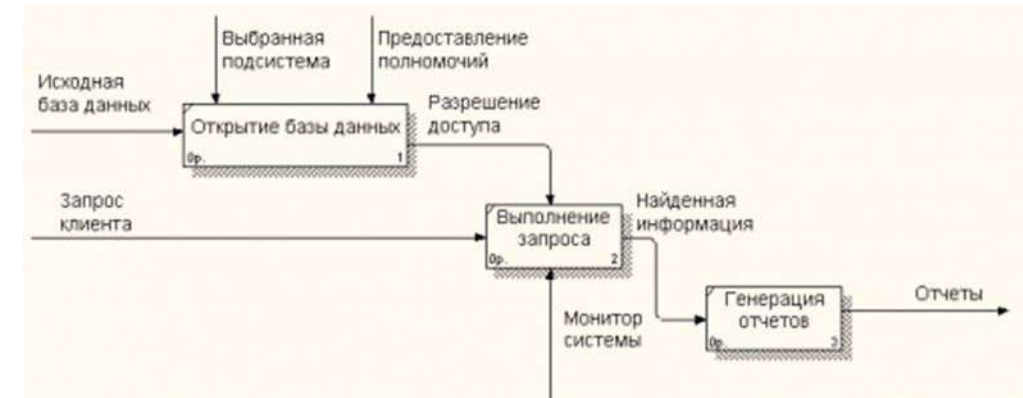 Выбранная
подсистема
Предоставление
полномочий
Исходная
база данных
Открытие базы данных
0р.
1
Разрешение
доступа
Запрос
клиента
Выполнение
запроса
0р.
2
Найденная
информация
Монитор
системы
Генерация
отчетов
0р.
3
Отчеты